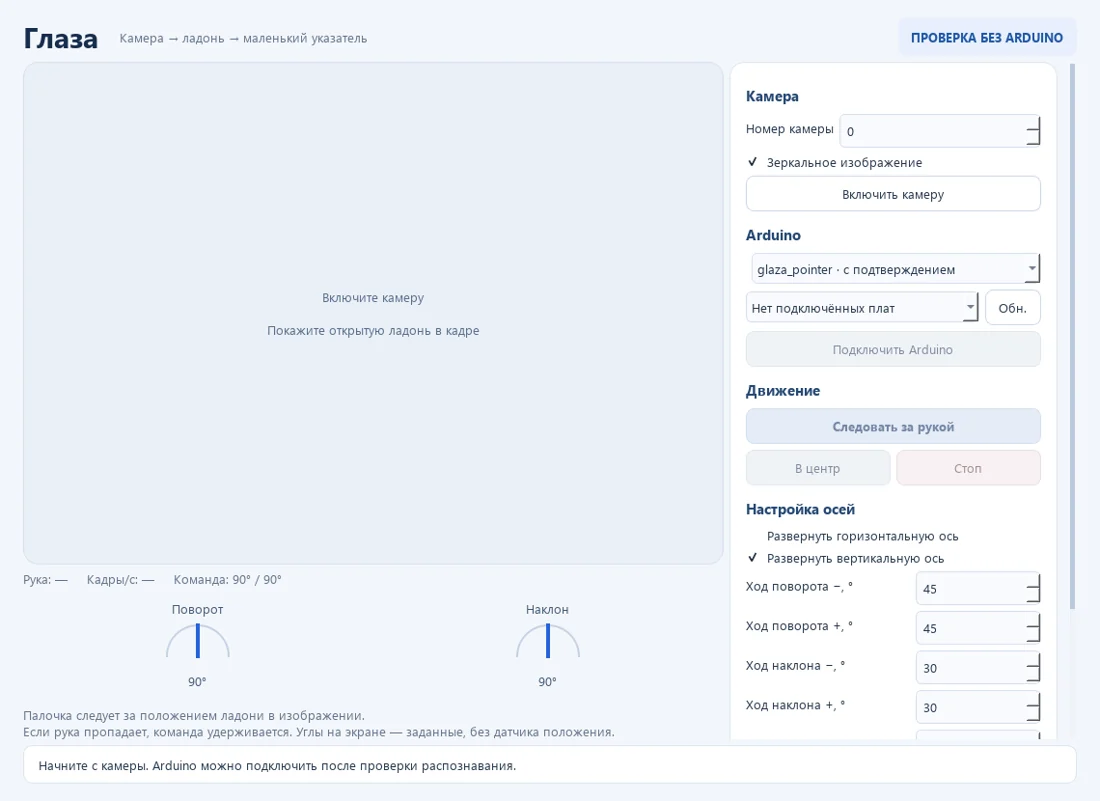 Глаза
Камера → ладонь → маленький указатель
ПРОВЕРКА БЕЗ ARDUINO
Включите камеру
Покажите открытую ладонь в кадре
Рука: —
Кадры/с: —
Команда: 90° / 90°
Поворот
90°
Наклон
90°
Палочка следует за положением ладони в изображении.
Если рука пропадает, команда удерживается. Углы на экране — заданные, без датчика положения.
Камера
Номер камеры 0
Зеркальное изображение
Включить камеру
Arduino
glaza_pointer · с подтверждением
Нет подключённых плат
Обн.
Подключить Arduino
Движение
Следовать за рукой
В центр
Стоп
Настройка осей
Развернуть горизонтальную ось
Развернуть вертикальную ось
Ход поворота −, ° 45
Ход поворота +, ° 45
Ход наклона −, ° 30
Ход наклона +, ° 30
Начните с камеры. Arduino можно подключить после проверки распознавания.